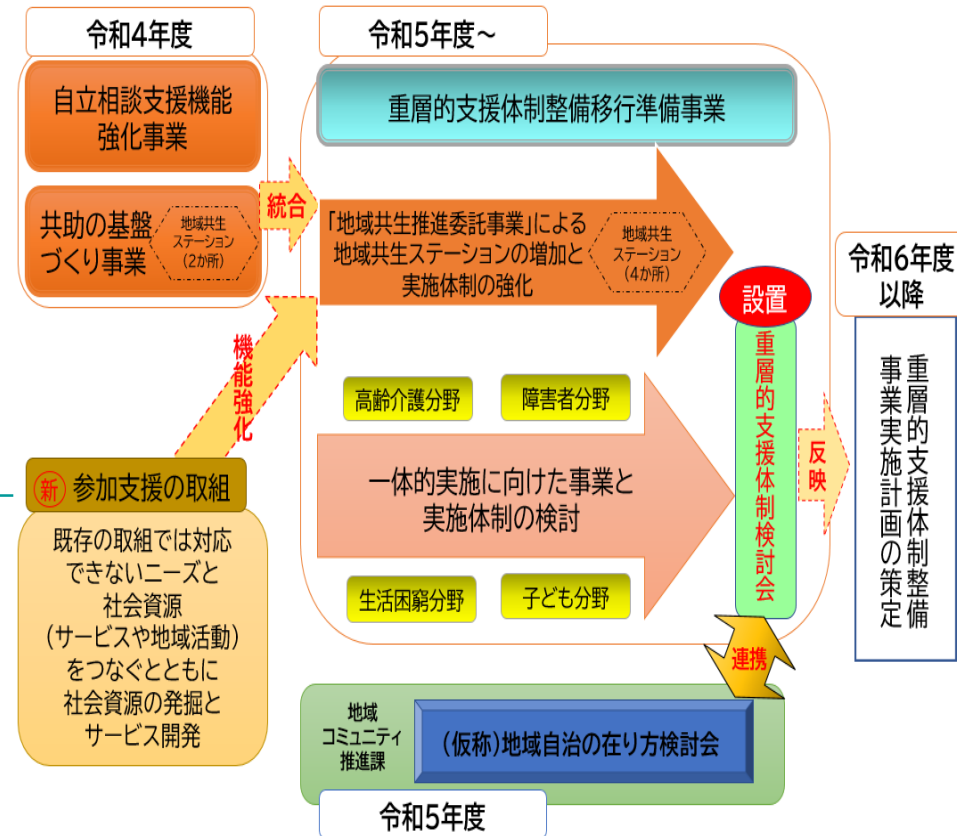 令和4年度
自立相談支援機能
強化事業
共助の基盤
づくり事業
地域共生
ステーション
(2か所)
統合
機能強化
新 参加支援の取組
既存の取組では対応
できないニーズと
社会資源
(サービスや地域活動)
をつなぐとともに
社会資源の発掘と
サービス開発
令和5年度～
重層的支援体制整備移行準備事業
「地域共生推進委託事業」による
地域共生ステーションの増加と
実施体制の強化
地域共生
ステーション
(4か所)
高齢介護分野
障害者分野
一体的実施に向けた事業と
実施体制の検討
生活困窮分野
子ども分野
設置
重層的支援体制検討会
反映
連携
地域
コミュニティ
推進課
(仮称)地域自治の在り方検討会
令和5年度
令和6年度
以降
重層的支援体制整備
事業実施計画の策定